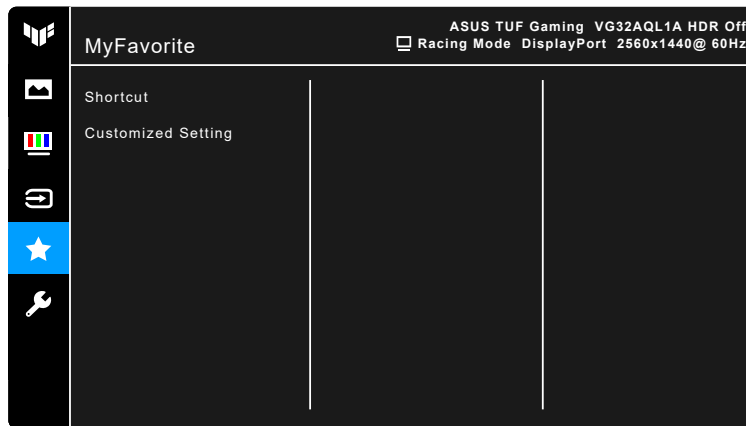 ASUS TUF Gaming VG32AQL1A HDR Off
MyFavorite
Racing Mode DisplayPort 2560x1440@ 60Hz
Shortcut
Customized Setting